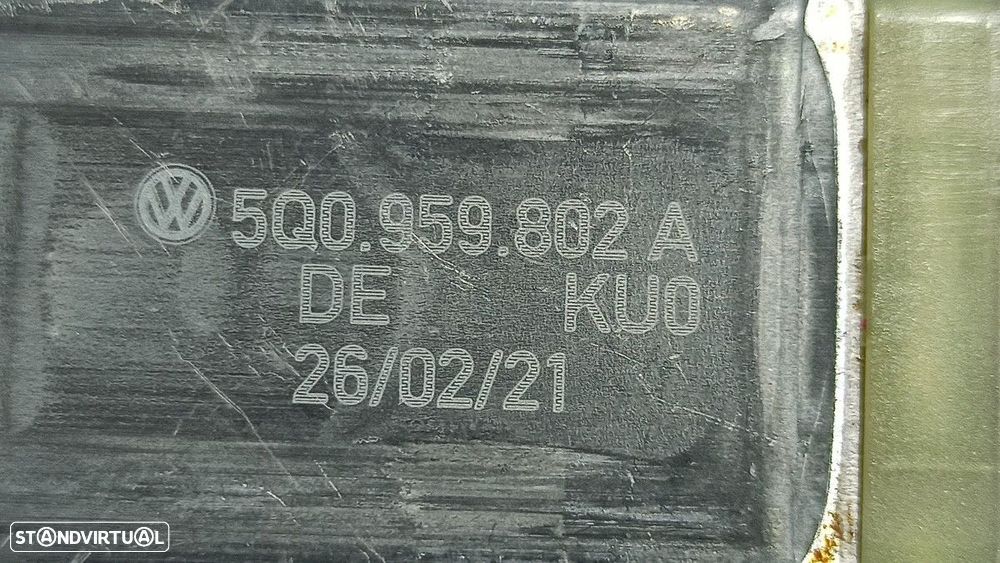 5Q0.959.802 A
DE KU0
26/02/21
STANDVIRTUAL